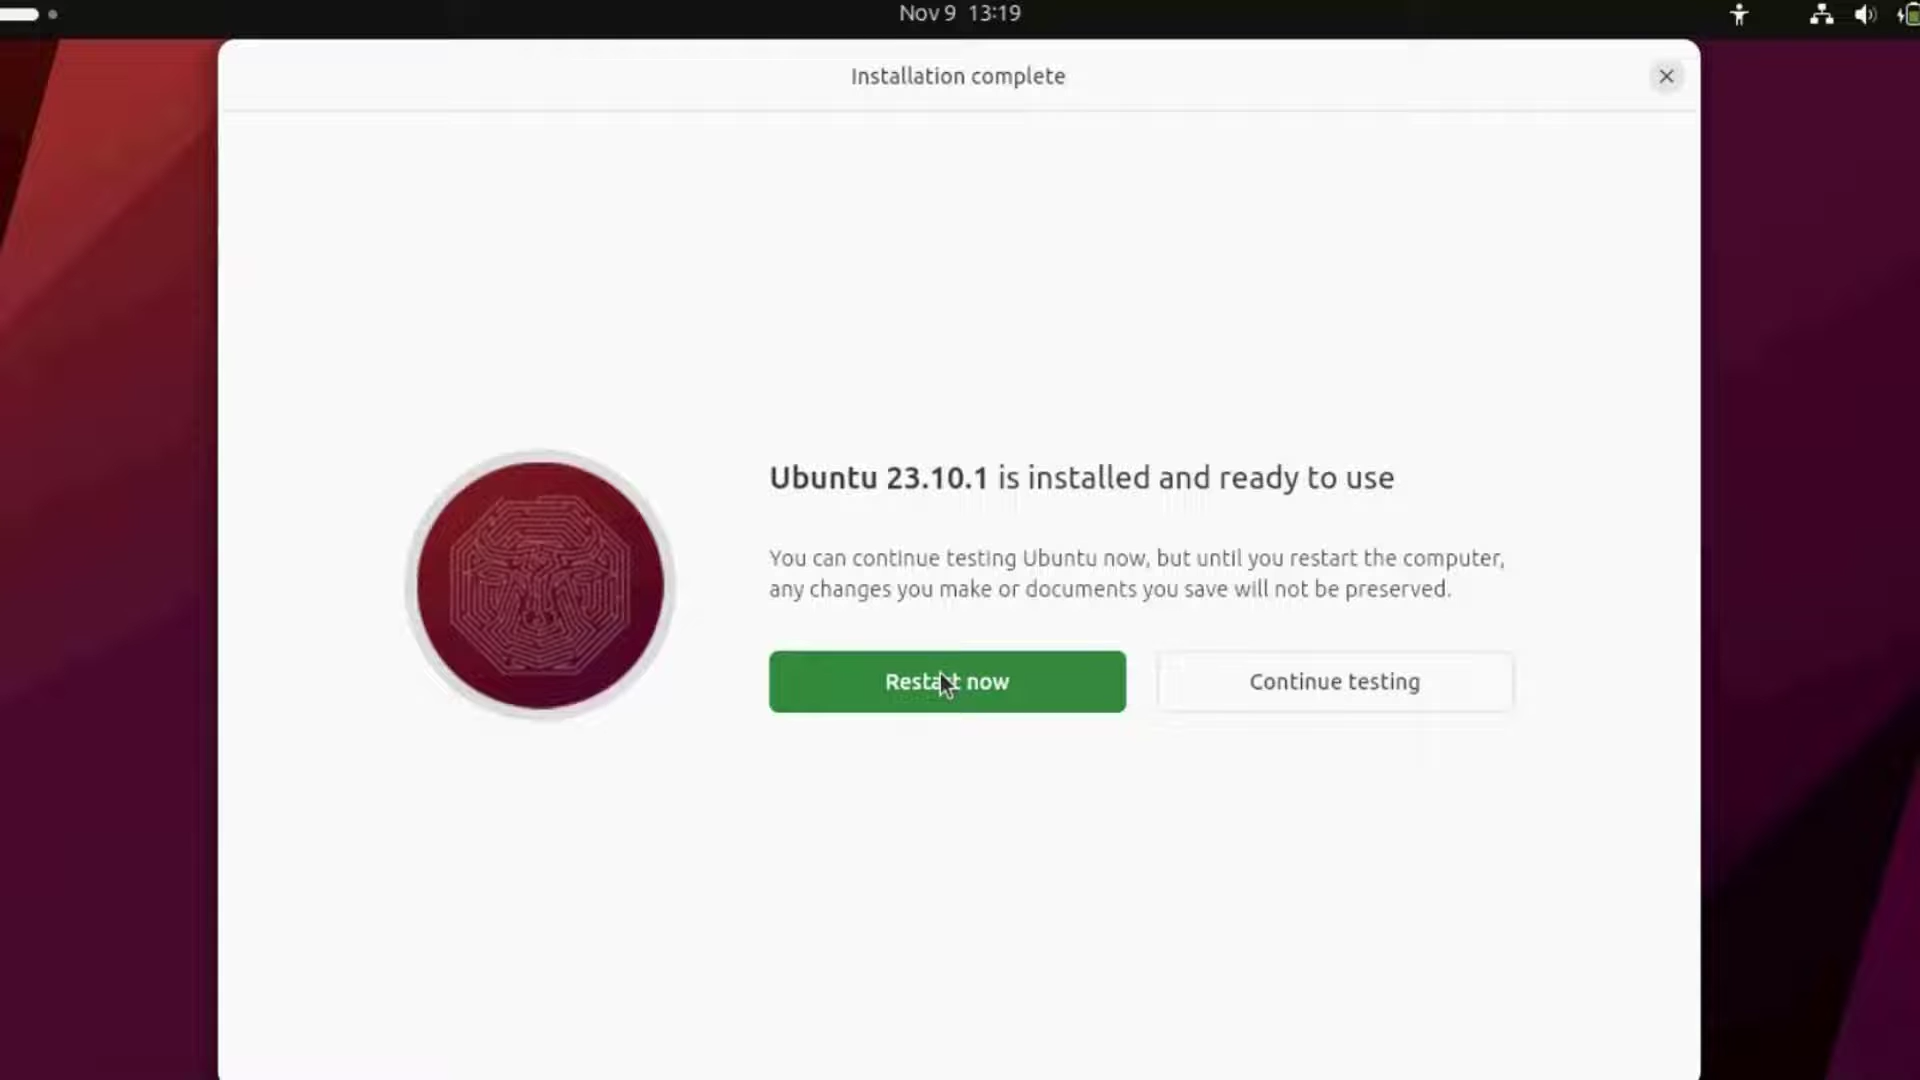 Nov 9 13:19
Installation complete
Ubuntu 23.10.1 is installed and ready to use
You can continue testing Ubuntu now, but until you restart the computer,
any changes you make or documents you save will not be preserved.
Restart now
Continue testing